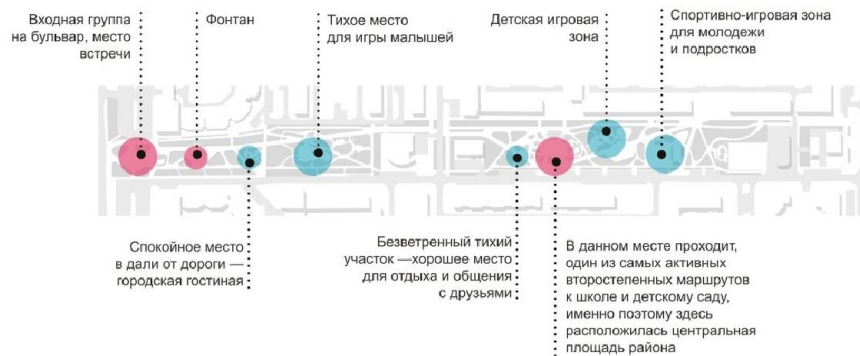 Входная группа
на бульвар, место
встречи
Фонтан
Тихое место
для игры малышей
Детская игровая
зона
Спортивно-игровая зона
для молодежи
и подростков
Спокойное место
в дали от дороги —
городская гостиная
Безветренный тихий
участок —хорошее место
для отдыха и общения
с друзьями
В данном месте проходит,
один из самых активных
второстепенных маршрутов
к школе и детскому саду,
именно поэтому здесь
расположилась центральная
площадь района